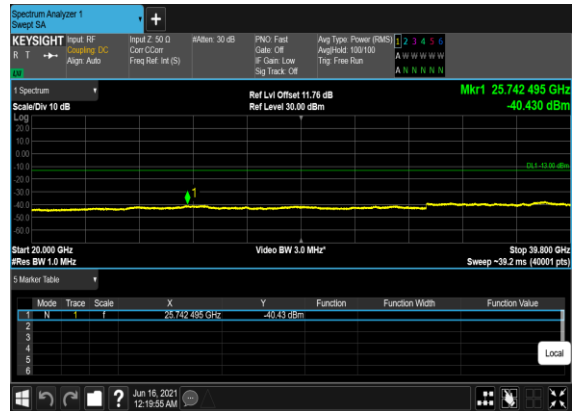 Spectrum Analyzer 1
Swept SA
+
KEYSIGHT Input: RF Input Z: 50 Ω #Atten: 30 dB PNO: Fast Avg Type: Power (RMS) 1 2 3 4 5 6
R T Coupling: DC Corr CCorr Gate: Off Avg|Hold: 100/100 A W W W W W
Align: Auto Freq Ref: Int (S) IF Gain: Low Trig: Free Run
LXI Sig Track: Off A N N N N N
1 Spectrum Ref Lvl Offset 11.76 dB Mkr1 25.742 495 GHz
Scale/Div 10 dB Ref Level 30.00 dBm -40.430 dBm
Log
20.0
10.0
0.00
-10.0 DL1 -13.00 dBm
-20.0
-30.0 1
-40.0
-50.0
-60.0
Start 20.000 GHz Video BW 3.0 MHz* Stop 39.800 GHz
#Res BW 1.0 MHz Sweep ~39.2 ms (40001 pts)
5 Marker Table
Mode Trace Scale X Y Function Function Width Function Value
1 N 1 f 25.742 495 GHz -40.43 dBm
2
3
4
5
6
Local
? Jun 16, 2021
12:19:55 AM